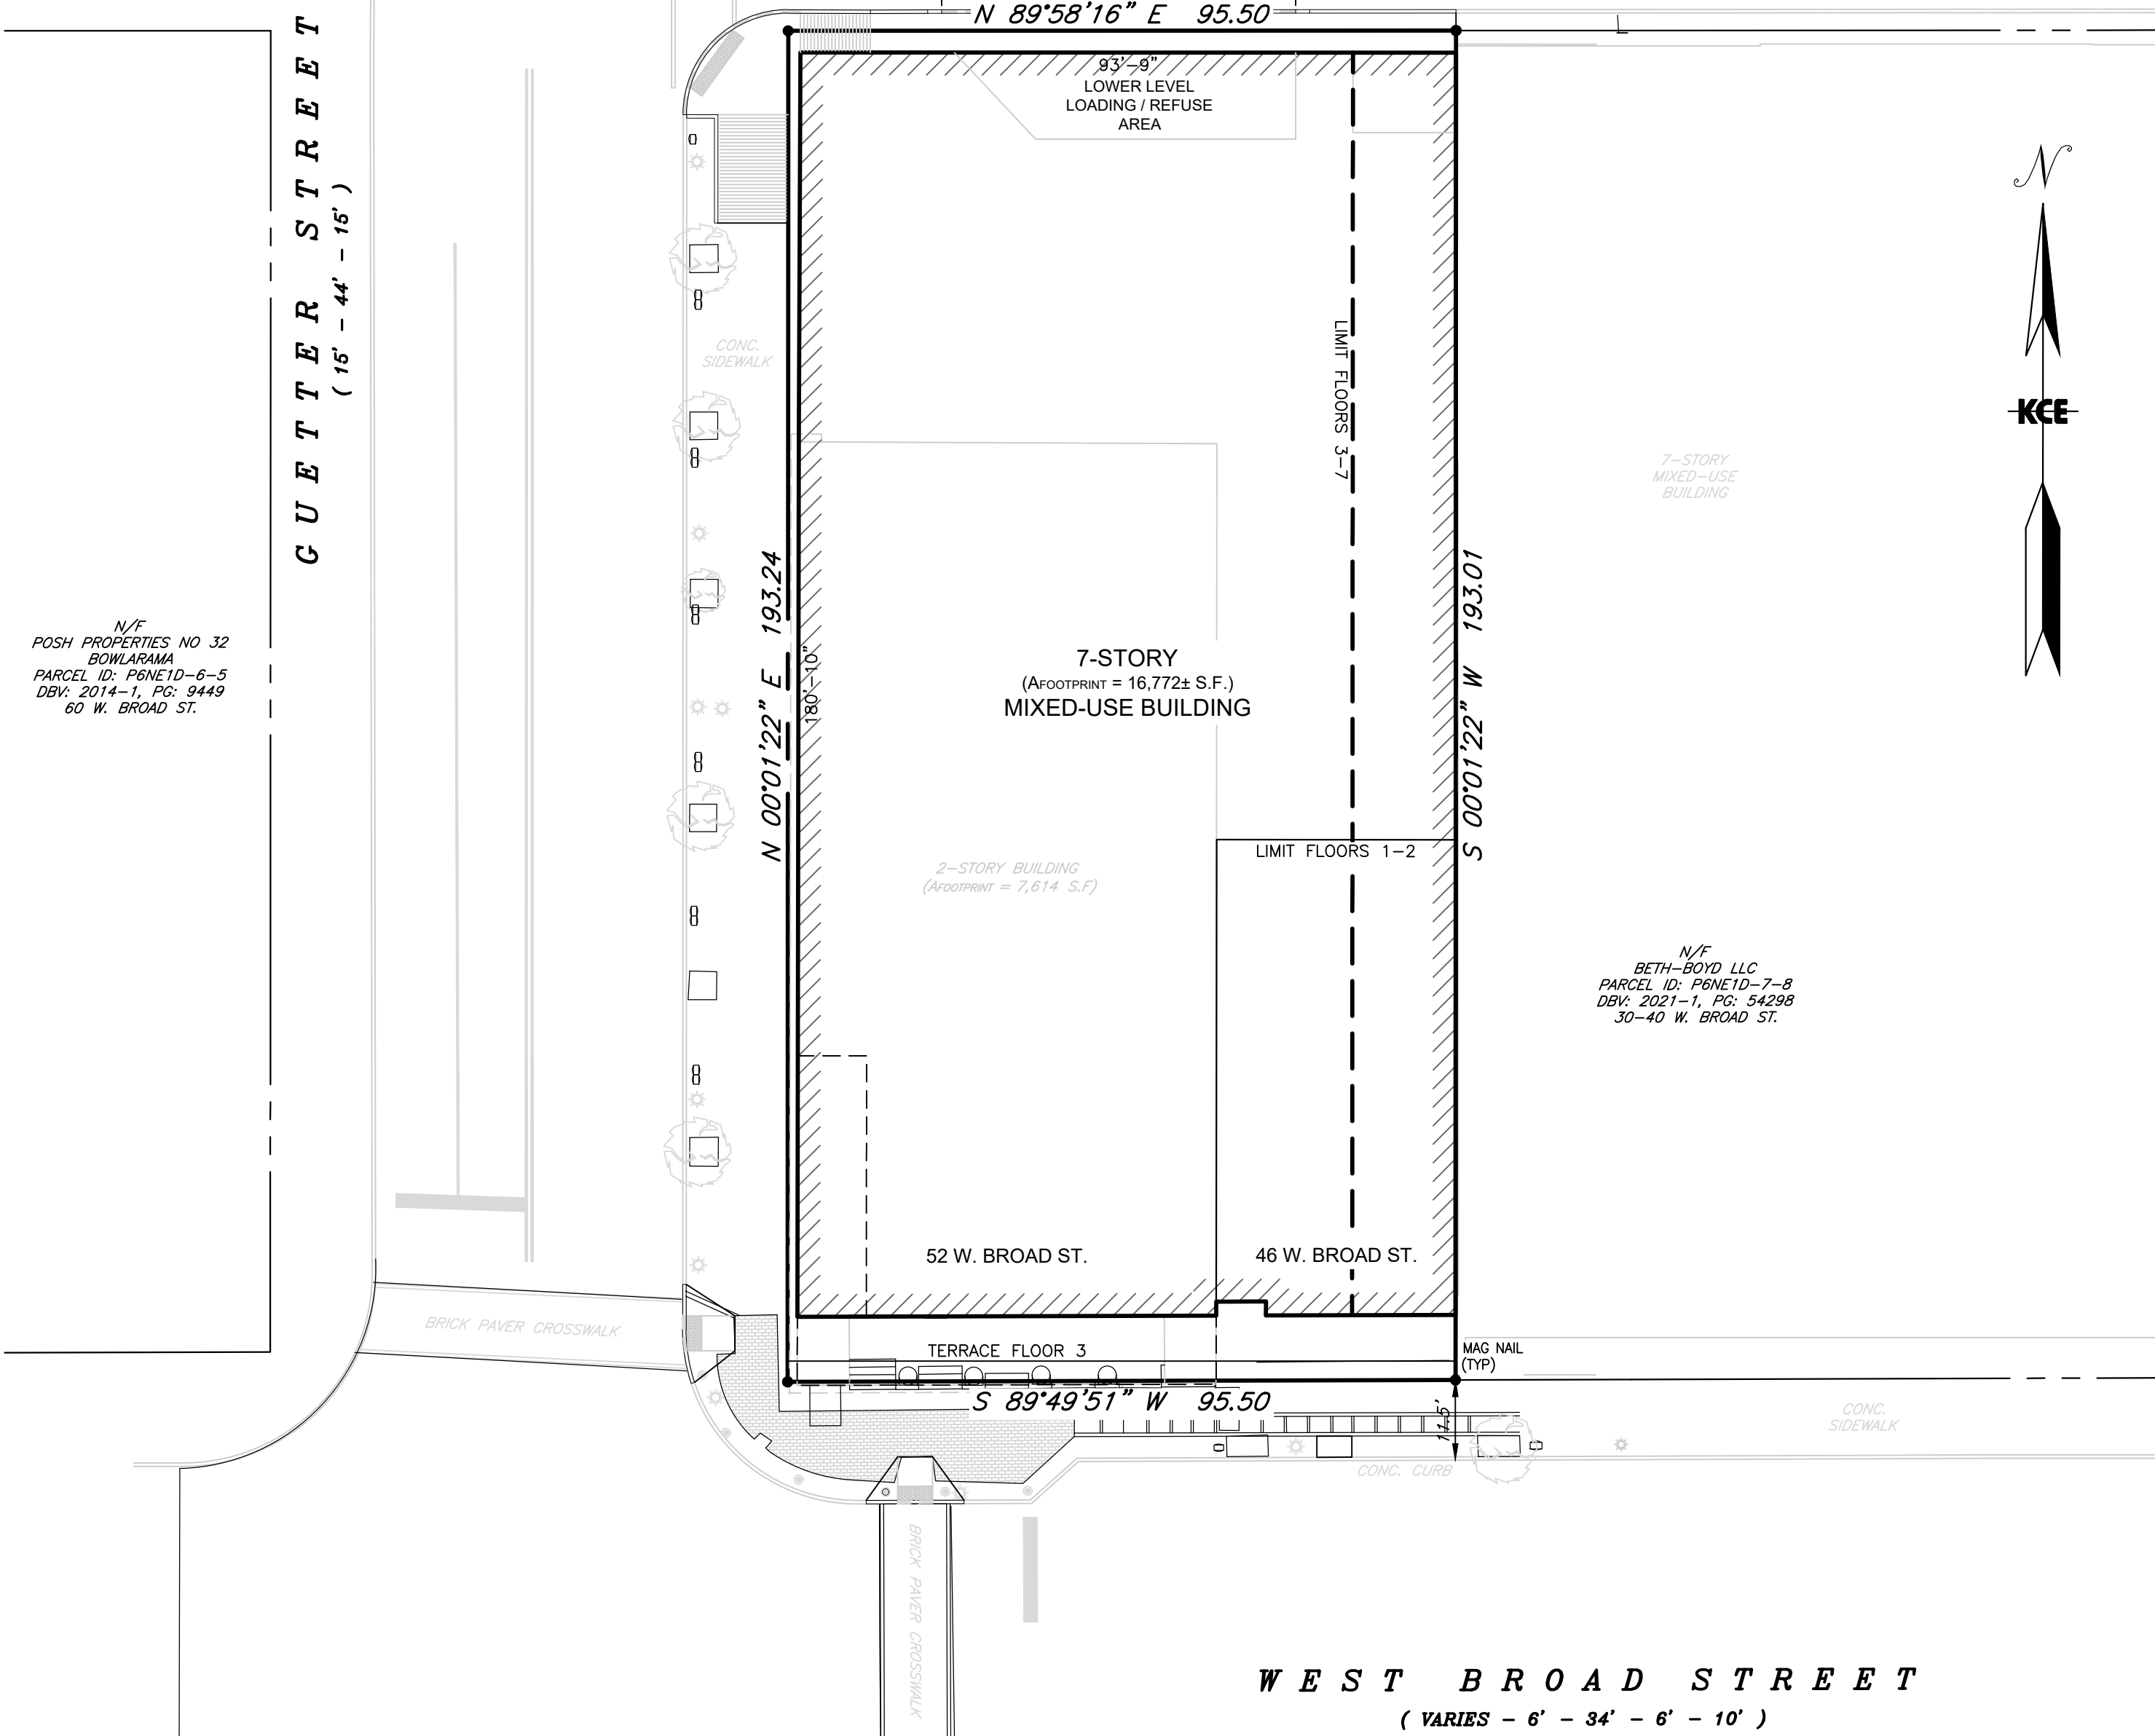 N 89°58'16" E 95.50
GUETTER STREET
( 15' - 44' - 15' )
93'-9"
LOWER LEVEL
LOADING / REFUSE
AREA
N
KCE
CONC.
SIDEWALK
LIMIT FLOORS 3-7
7-STORY
MIXED-USE
BUILDING
N 00°01'22" E 193.24
180'-10"
S 00°01'22" W 193.01
N/F
POSH PROPERTIES NO 32
BOWLARAMA
PARCEL ID: P6NE1D-6-5
DBV: 2014-1, PG: 9449
60 W. BROAD ST.
7-STORY
(AFOOTPRINT = 16,772± S.F.)
MIXED-USE BUILDING
LIMIT FLOORS 1-2
2-STORY BUILDING
(AFOOTPRINT = 7,614 S.F)
N/F
BETH-BOYD LLC
PARCEL ID: P6NE1D-7-8
DBV: 2021-1, PG: 54298
30-40 W. BROAD ST.
52 W. BROAD ST.
46 W. BROAD ST.
BRICK PAVER CROSSWALK
TERRACE FLOOR 3
MAG NAIL
(TYP)
S 89°49'51" W 95.50
11.5'
CONC.
SIDEWALK
CONC. CURB
BRICK PAVER CROSSWALK
WEST BROAD STREET
( VARIES - 6' - 34' - 6' - 10' )